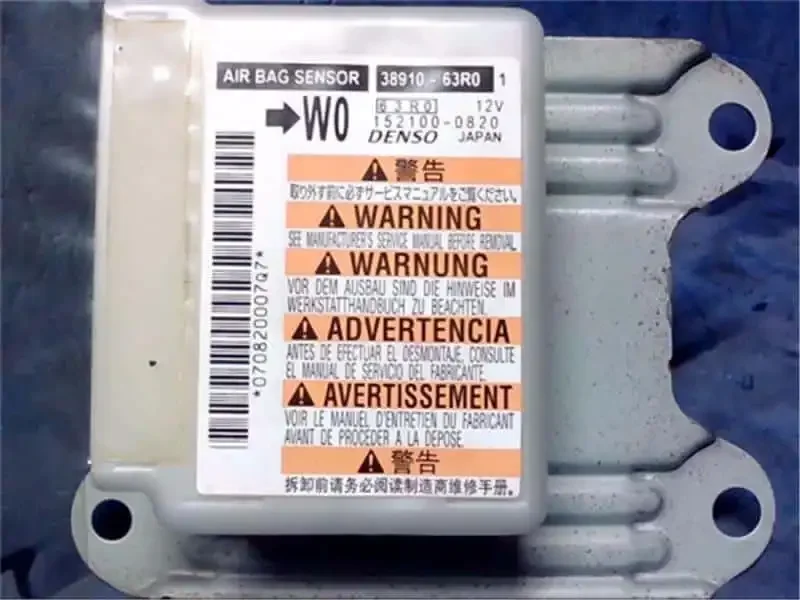 AIR BAG SENSOR 38910-63R0 1
➡W0 63R0 12V
152100-0820
DENSO JAPAN
*070820007Q7*
⚠警告
取り外す前に必ずサービスマニュアルをご覧ください。
⚠WARNING
SEE MANUFACTURER'S SERVICE MANUAL BEFORE REMOVAL.
⚠WARNUNG
VOR DEM AUSBAU SIND DIE HINWEISE IM
WERKSTATTHANDBUCH ZU BEACHTEN.
⚠ADVERTENCIA
ANTES DE EFECTUAR EL DESMONTAJE, CONSULTE
EL MANUAL DE SERVICIO DEL FABRICANTE.
⚠AVERTISSEMENT
VOIR LE MANUEL D'ENTRETIEN DU FABRICANT
AVANT DE PROCEDER A LA DEPOSE.
⚠警告
拆卸前请务必阅读制造商维修手册。